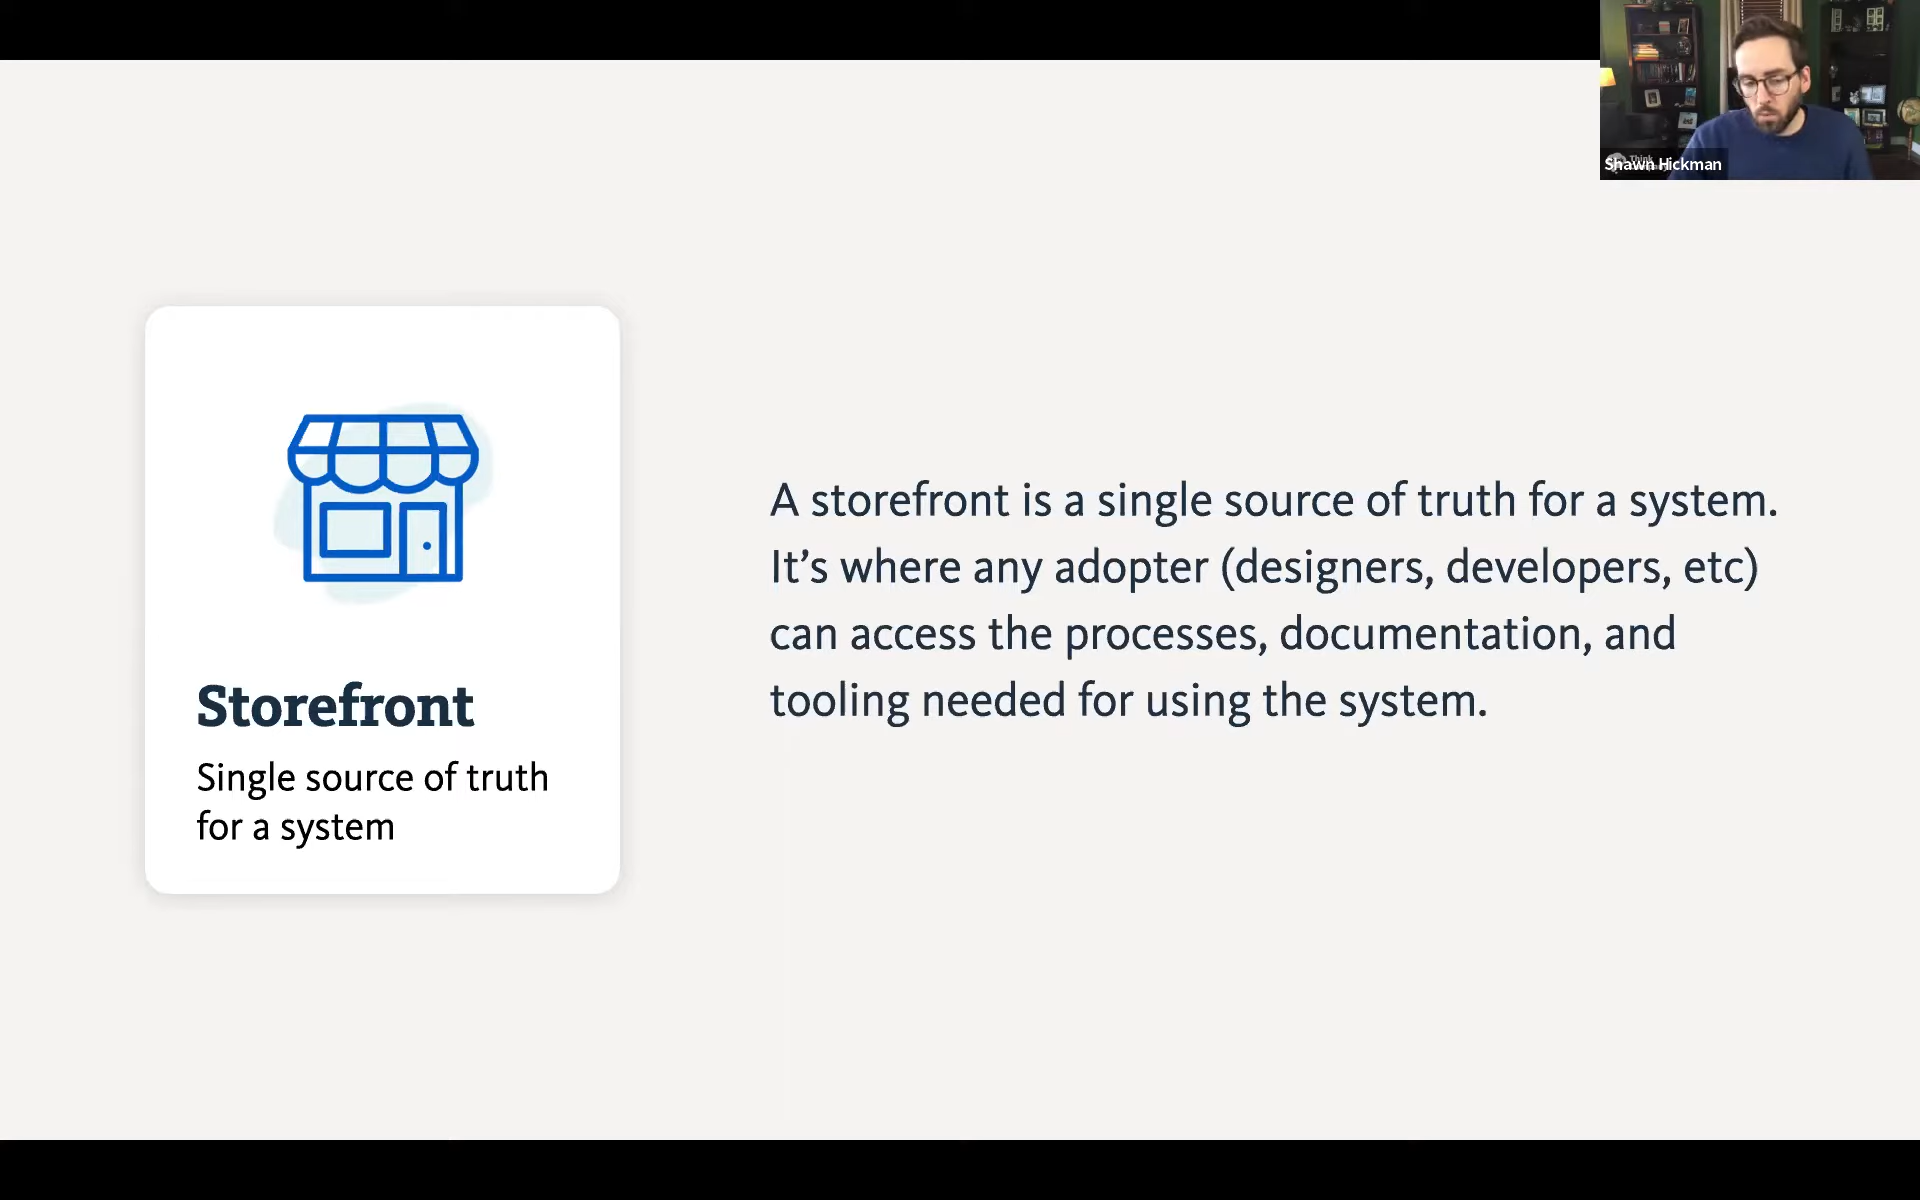 Shawn Hickman
Storefront
Single source of truth
for a system
A storefront is a single source of truth for a system.
It’s where any adopter (designers, developers, etc)
can access the processes, documentation, and
tooling needed for using the system.